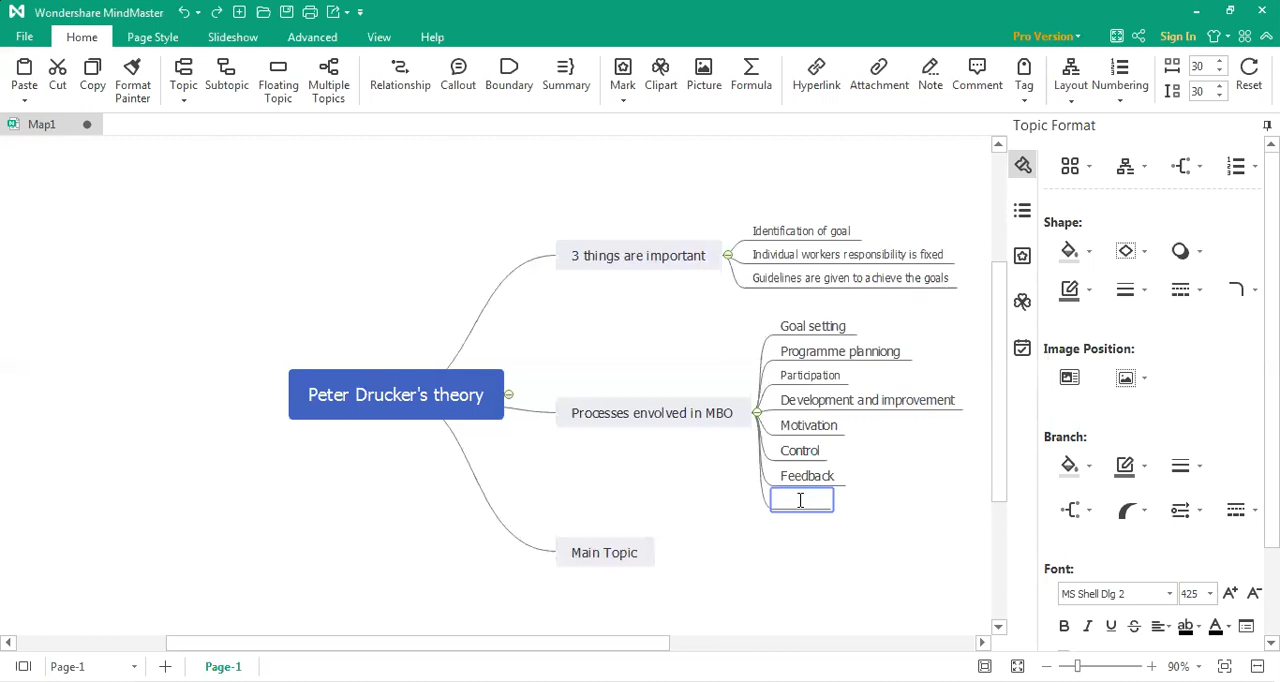 Wondershare MindMaster
File Home Page Style Slideshow Advanced View Help Pro Version Sign In
Paste Cut Copy Format Painter Topic Subtopic Floating Topic Multiple Topics Relationship Callout Boundary Summary Mark Clipart Picture Formula Hyperlink Attachment Note Comment Tag Layout Numbering 30 30 Reset
Map1
Topic Format
Shape:
Image Position:
Branch:
Font:
MS Shell Dlg 2 425 A+ A-
B I U S ab A
3 things are important
Identification of goal
Individual workers responsibility is fixed
Guidelines are given to achieve the goals
Peter Drucker's theory
Processes envolved in MBO
Goal setting
Programme planniong
Participation
Development and improvement
Motivation
Control
Feedback
Main Topic
Page-1 Page-1 90%